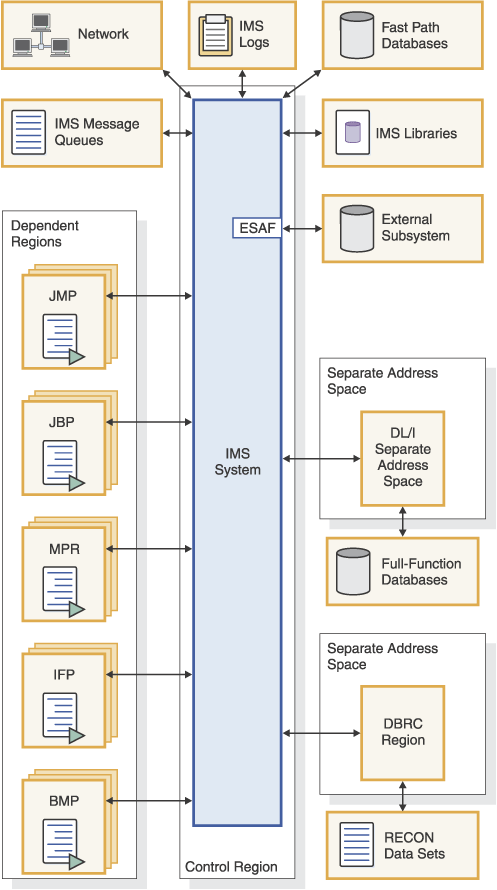 Network
IMS
Logs
Fast Path
Databases
IMS Message
Queues
IMS Libraries
ESAF
External
Subsystem
Dependent
Regions
JMP
JBP
MPR
IFP
BMP
IMS
System
Control Region
Separate Address
Space
DL/I
Separate
Address
Space
Full-Function
Databases
Separate Address
Space
DBRC
Region
RECON
Data Sets